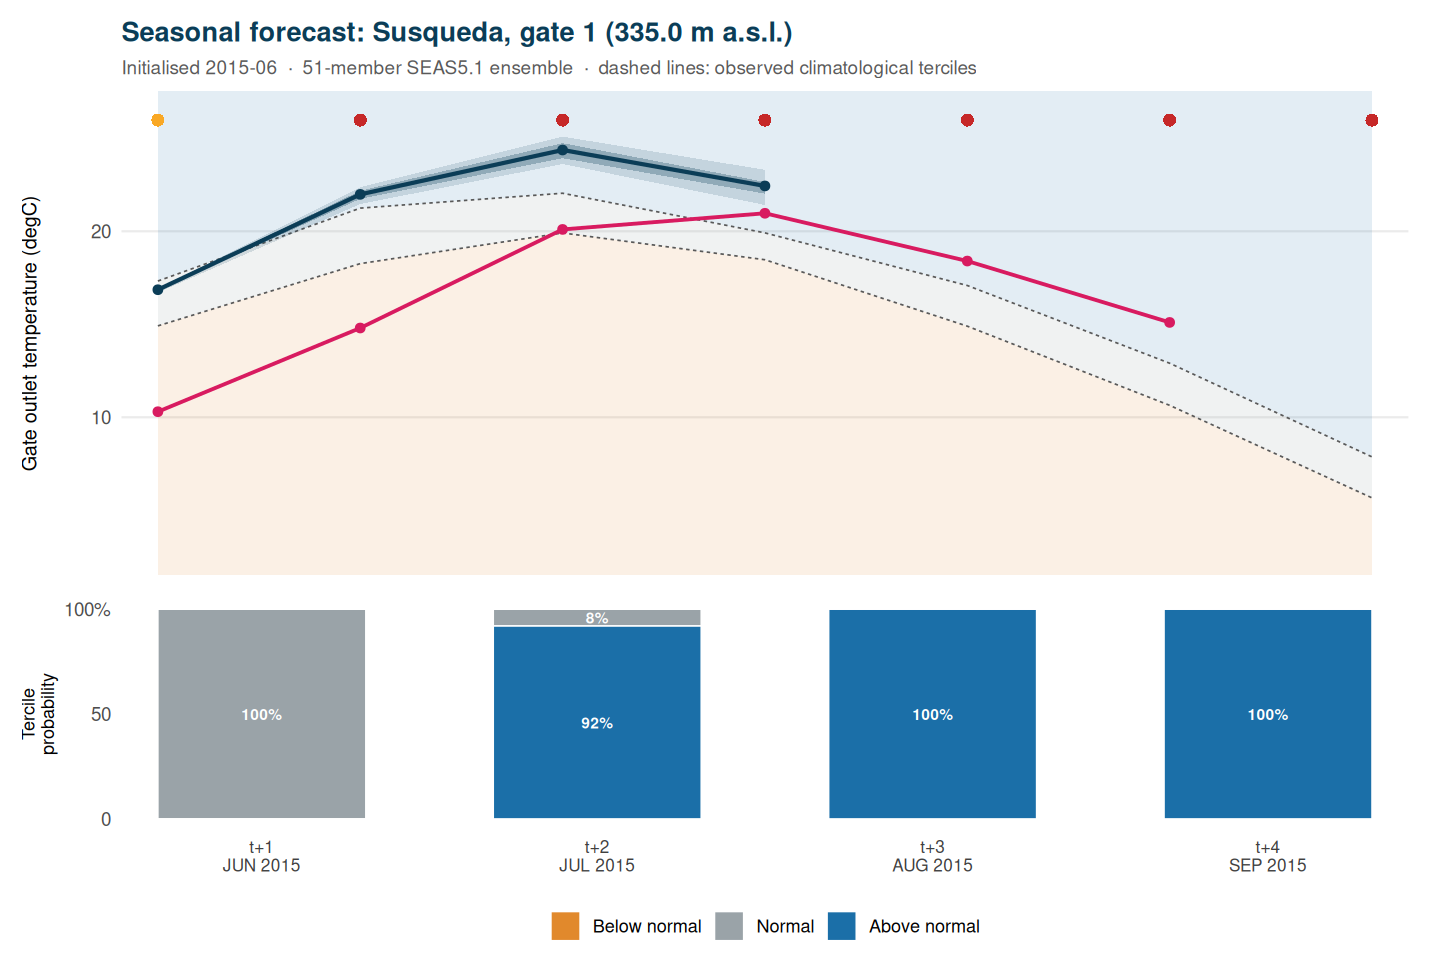 Seasonal forecast: Susqueda, gate 1 (335.0 m a.s.l.)
Initialised 2015-06 · 51-member SEAS5.1 ensemble · dashed lines: observed climatological terciles
Gate outlet temperature (degC)
20
10
Tercile
probability
100%
50
0
100%
8%
92%
100%
100%
t+1
JUN 2015
t+2
JUL 2015
t+3
AUG 2015
t+4
SEP 2015
Below normal
Normal
Above normal